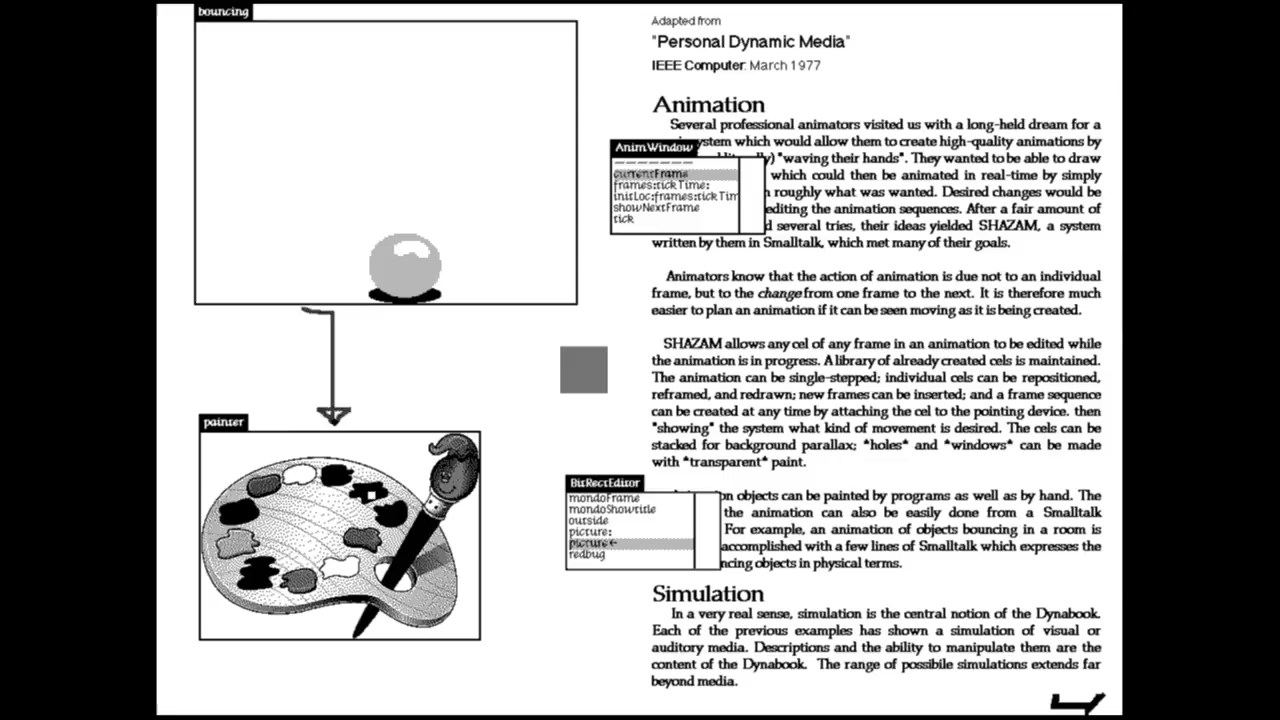 bouncing
Adapted from
"Personal Dynamic Media"
IEEE Computer: March 1977
Animation
Several professional animators visited us with a long-held dream for a
system which would allow them to create high-quality animations by
"waving their hands". They wanted to be able to draw
which could then be animated in real-time by simply
roughly what was wanted. Desired changes would be
editing the animation sequences. After a fair amount of
several tries, their ideas yielded SHAZAM, a system
written by them in Smalltalk, which met many of their goals.
AnimWindow
currentFrame
frames:tickTime:
initLoc:frames:tickTim
showNextFrame
tick
Animators know that the action of animation is due not to an individual
frame, but to the change from one frame to the next. It is therefore much
easier to plan an animation if it can be seen moving as it is being created.
SHAZAM allows any cel of any frame in an animation to be edited while
the animation is in progress. A library of already created cels is maintained.
The animation can be single-stepped; individual cels can be repositioned,
reframed, and redrawn; new frames can be inserted; and a frame sequence
can be created at any time by attaching the cel to the pointing device. then
"showing" the system what kind of movement is desired. The cels can be
stacked for background parallax; *holes* and *windows* can be made
with *transparent* paint.
painter
BitRectEditor
mondoFrame
mondoShowtitle
outside
picture:
picture←
redbug
objects can be painted by programs as well as by hand. The
the animation can also be easily done from a Smalltalk
For example, an animation of objects bouncing in a room is
accomplished with a few lines of Smalltalk which expresses the
objects in physical terms.
Simulation
In a very real sense, simulation is the central notion of the Dynabook.
Each of the previous examples has shown a simulation of visual or
auditory media. Descriptions and the ability to manipulate them are the
content of the Dynabook. The range of possibile simulations extends far
beyond media.